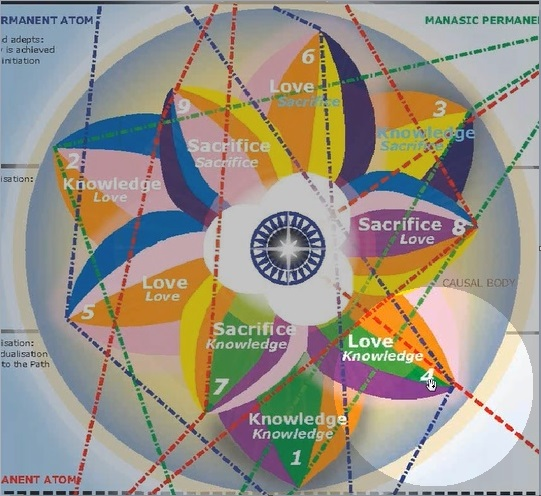 RMANENT ATOM
MANASIC PERMANE
d adepts:
y is achieved
initiation
6
Love
Sacrifice
9
Sacrifice
Sacrifice
3
Knowledge
Sacrifice
2
Knowledge
Love
isation:
Sacrifice
Love
8
Love
Love
5
CAUSAL BODY
Sacrifice
Knowledge
7
Love
Knowledge
4
isation:
dualisation
to the Path
Knowledge
Knowledge
1
ANENT ATOM